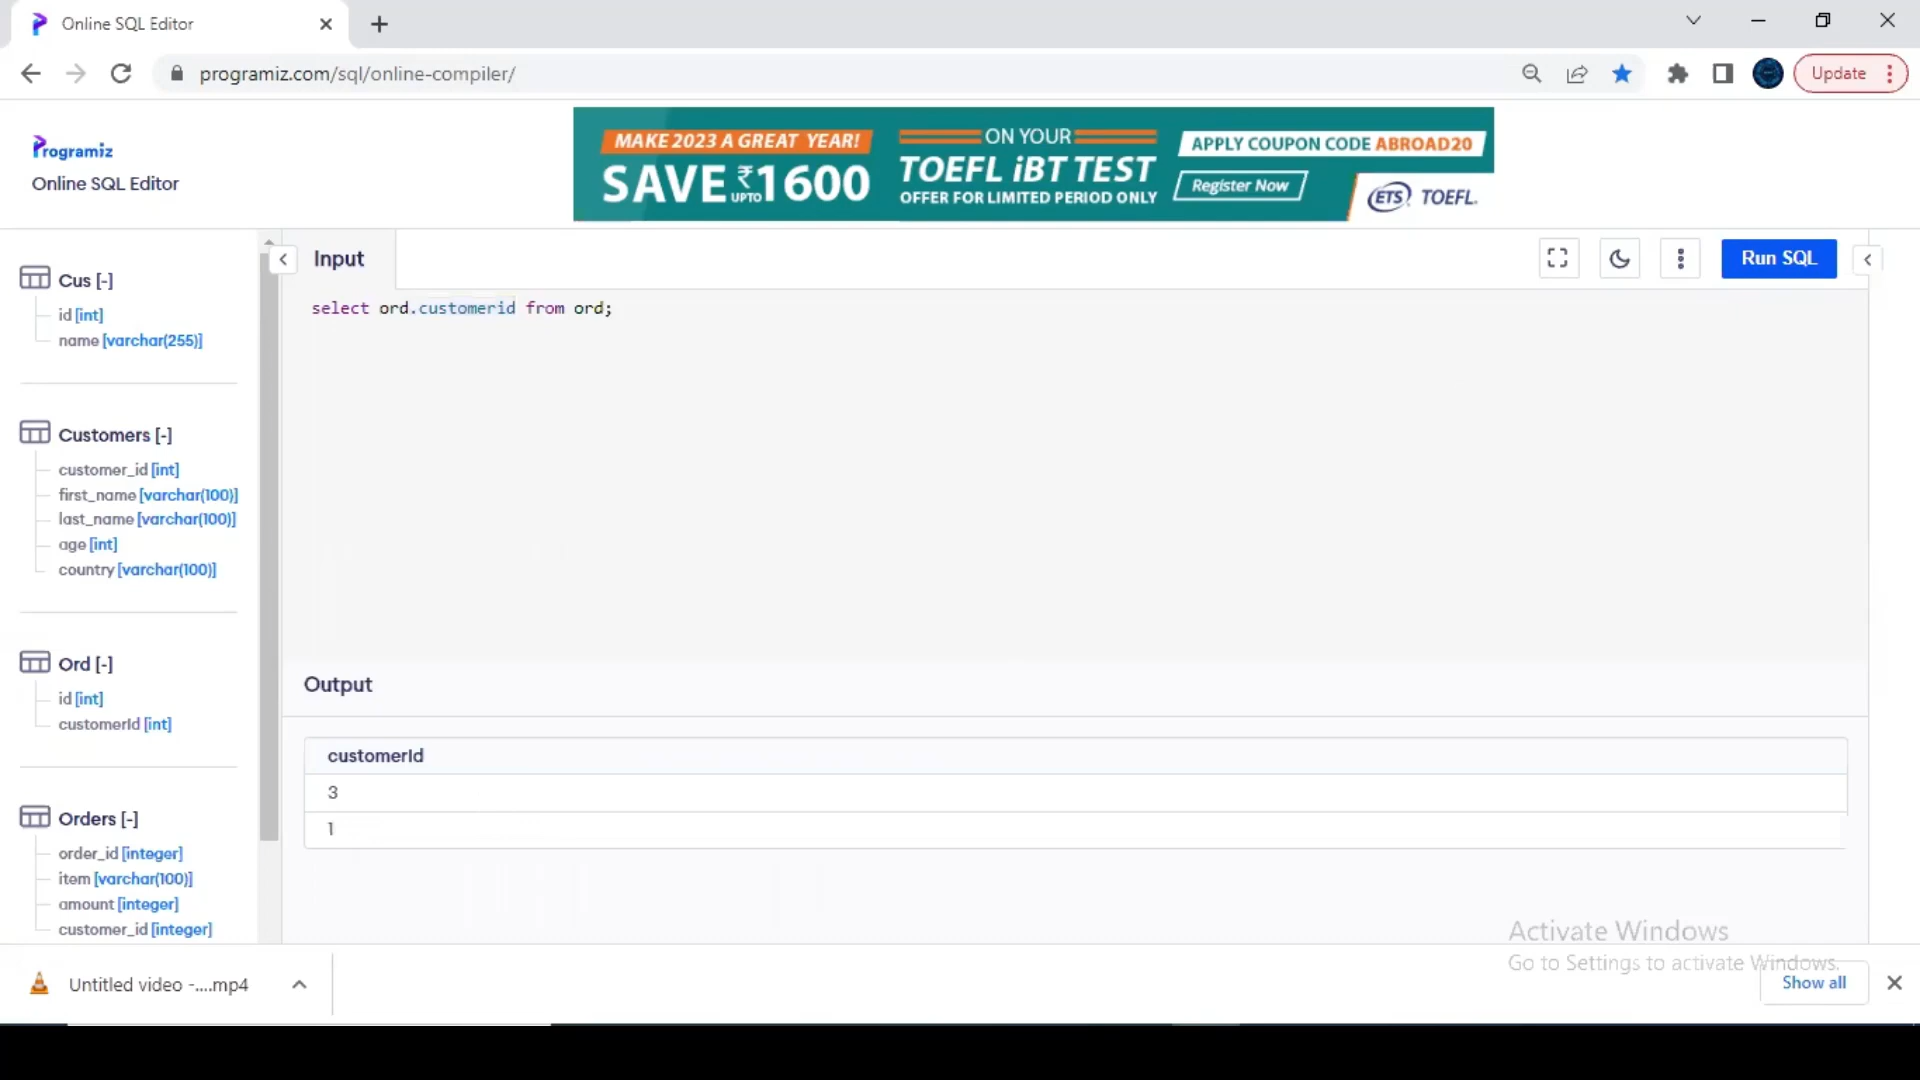 Online SQL Editor
programiz.com/sql/online-compiler/
Update
Programiz
Online SQL Editor
MAKE 2023 A GREAT YEAR!
SAVE UPTO ₹1600
ON YOUR
TOEFL iBT TEST
OFFER FOR LIMITED PERIOD ONLY
APPLY COUPON CODE ABROAD20
Register Now
ETS TOEFL.
Input
Run SQL
Cus [-]
id [int]
name [varchar(255)]
Customers [-]
customer_id [int]
first_name [varchar(100)]
last_name [varchar(100)]
age [int]
country [varchar(100)]
Ord [-]
id [int]
customerId [int]
Orders [-]
order_id [integer]
item [varchar(100)]
amount [integer]
customer_id [integer]
select ord.customerid from ord;
Output
customerId
3
1
Activate Windows
Go to Settings to activate Windows.
Untitled video -....mp4
Show all